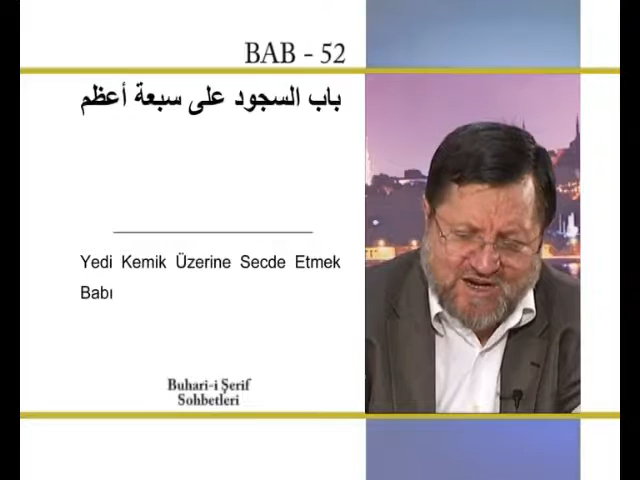 BAB - 52
باب السجود على سبعة أعظم
Yedi Kemik Üzerine Secde Etmek
Babı
Buhari-i Şerif
Sohbetleri